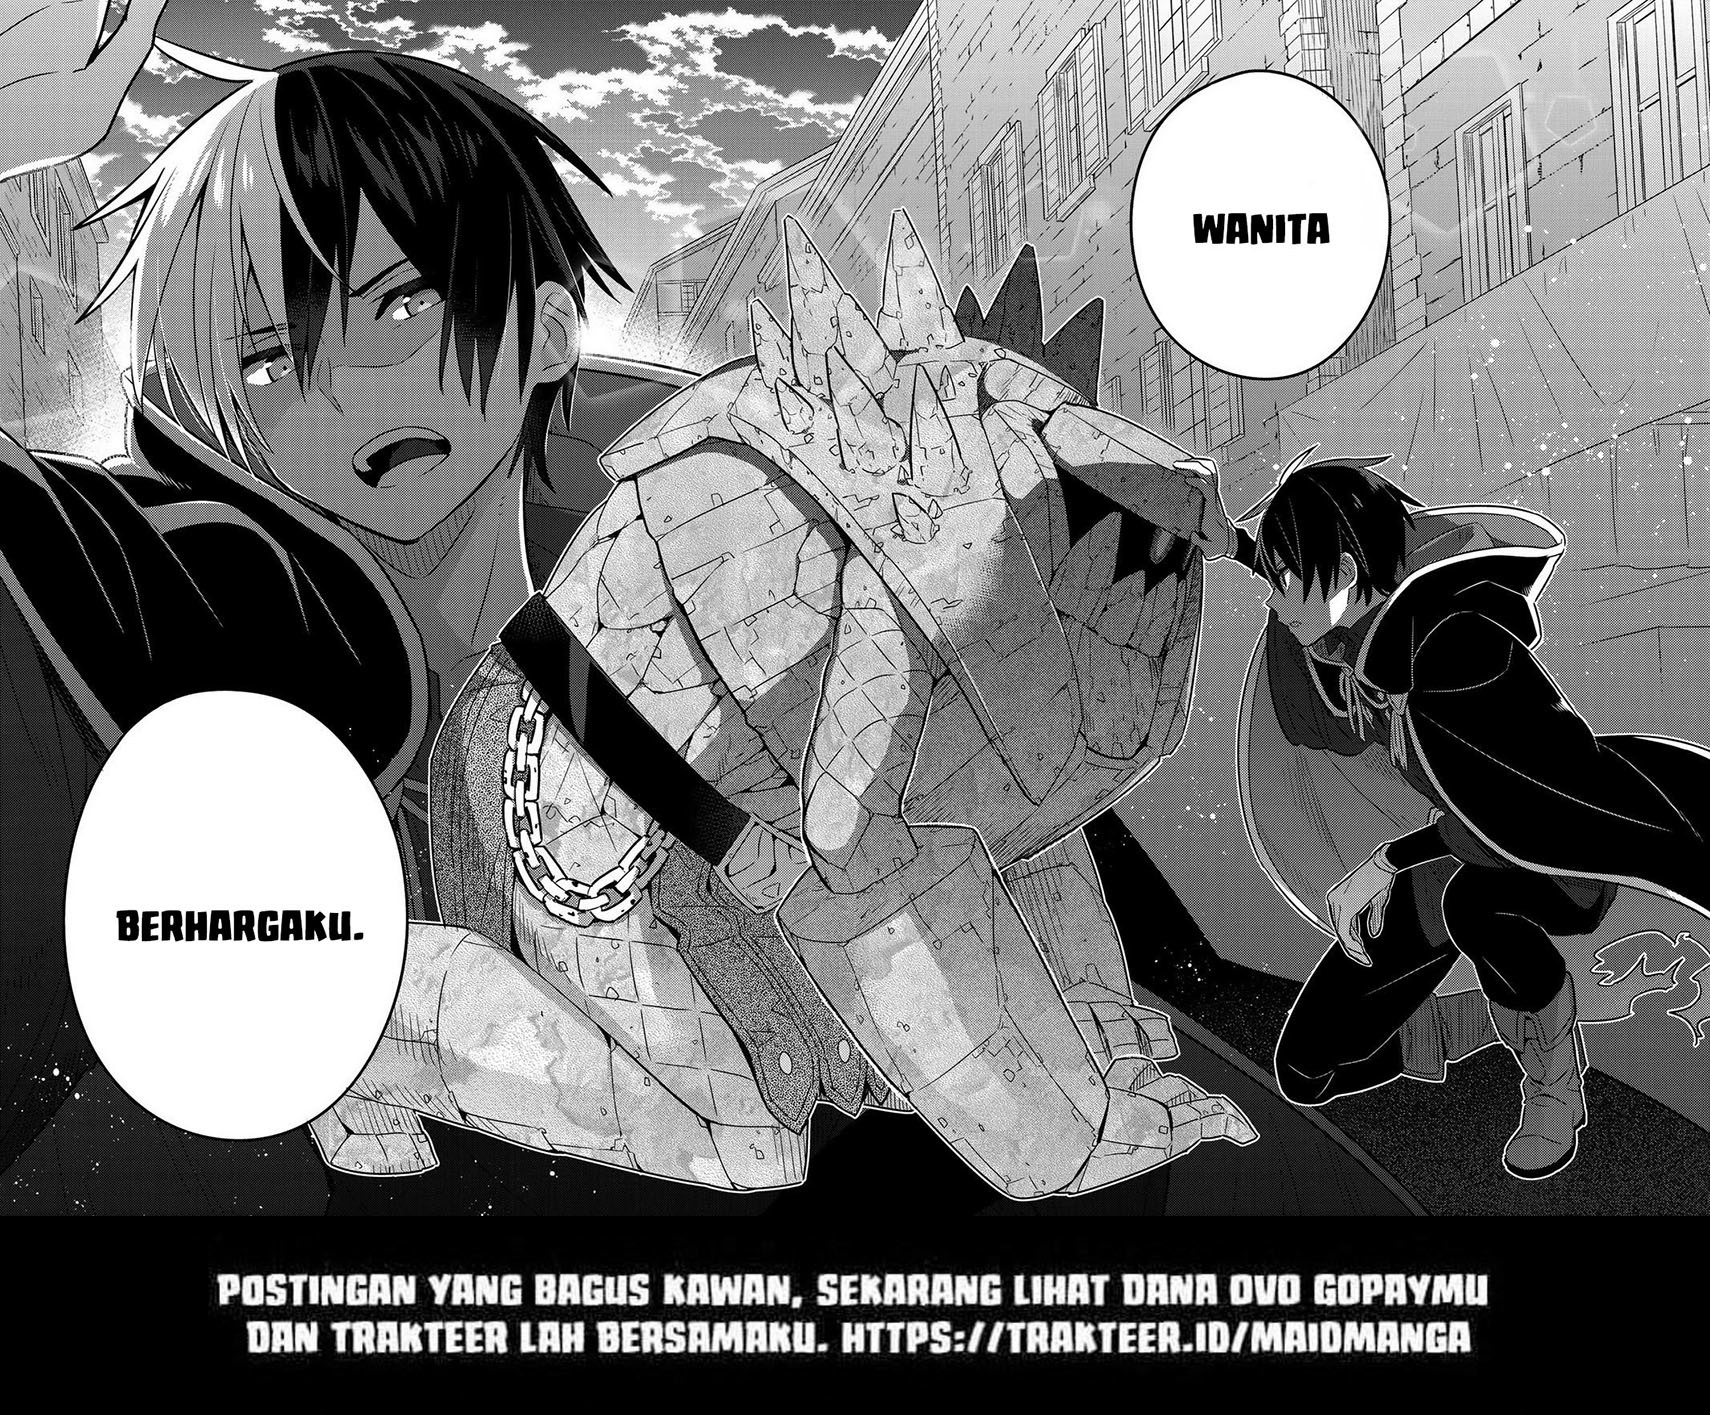 WANITA
BERHARGAKU.
POSTINGAN YANG BAGUS KAWAN, SEKARANG LIHAT DANA OVO GOPAYMU
DAN TRAKTEER LAH BERSAMAKU. HTTPS://TRAKTEER.ID/MAIDMANGA